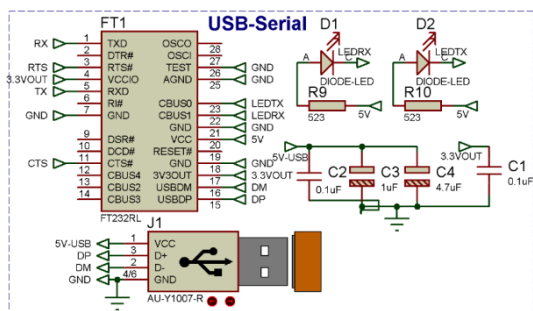 USB-Serial
FT1
RX 1 TXD OSCO 28
2 DTR# OSCI 27
RTS 3 RTS# TEST 26 GND
3.3VOUT 4 VCCIO AGND 25 GND
TX 5 RXD
6 RI# CBUS0 23 LEDTX
GND 7 GND CBUS1 22 LEDRX
GND 21 GND
9 DSR# VCC 20 5V
10 DCD# RESET# 19
CTS 11 CTS# GND 18 GND
12 CBUS4 3V3OUT 17 3.3VOUT
13 CBUS2 USBDM 16 DM
14 CBUS3 USBDP 15 DP
FT232RL
D1
A C LEDRX
DIODE-LED
R9
523 5V
D2
A C LEDTX
DIODE-LED
R10
523 5V
5V-USB
C2
0.1uF
C3
1uF
C4
4.7uF
3.3VOUT
C1
0.1uF
J1
5V-USB 1 VCC
DP 3 D+
DM 2 D-
GND 4/6 GND
AU-Y1007-R